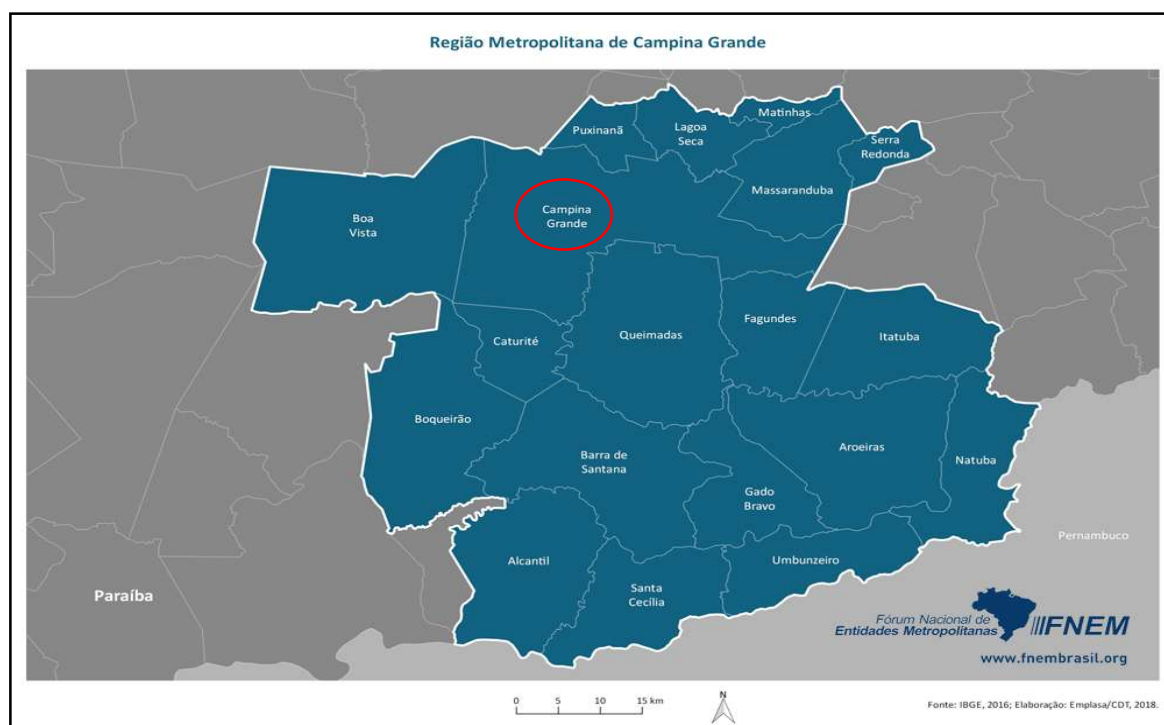 Região Metropolitana de Campina Grande
Matinhas
Puxinanã
Lagoa
Seca
Serra
Redonda
Massaranduba
Campina
Grande
Boa
Vista
Fagundes
Queimadas
Itatuba
Caturité
Boqueirão
Aroeiras
Barra de
Santana
Natuba
Gado
Bravo
Pernambuco
Alcantil
Umbunzeiro
Santa
Cecília
Paraíba
Fórum Nacional de
Entidades Metropolitanas
FNEM
www.fnembrasil.org
0 5 10 15 km
N
Fonte: IBGE, 2016; Elaboração: Emplasa/CDT, 2018.